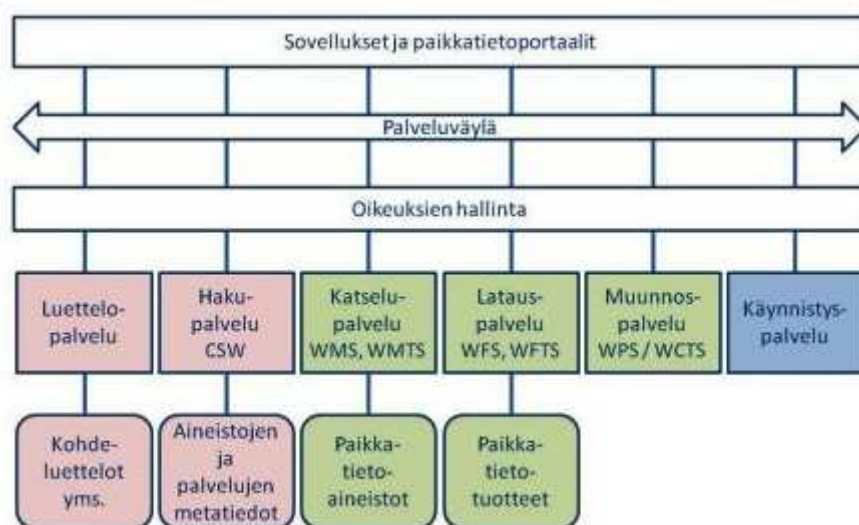 Sovellukset ja paikkatietoportaalit
Palveluväylä
Oikeuksien hallinta
Luettelo-
palvelu
Haku-
palvelu
CSW
Katselu-
palvelu
WMS, WMTS
Lataus-
palvelu
WFS, WFTS
Muunnos-
palvelu
WPS / WCTS
Käynnistys-
palvelu
Kohde-
luettelot
yms.
Aineistojen
ja
palvelujen
metatiedot
Paikka-
tieto-
aineistot
Paikka-
tieto-
tuotteet